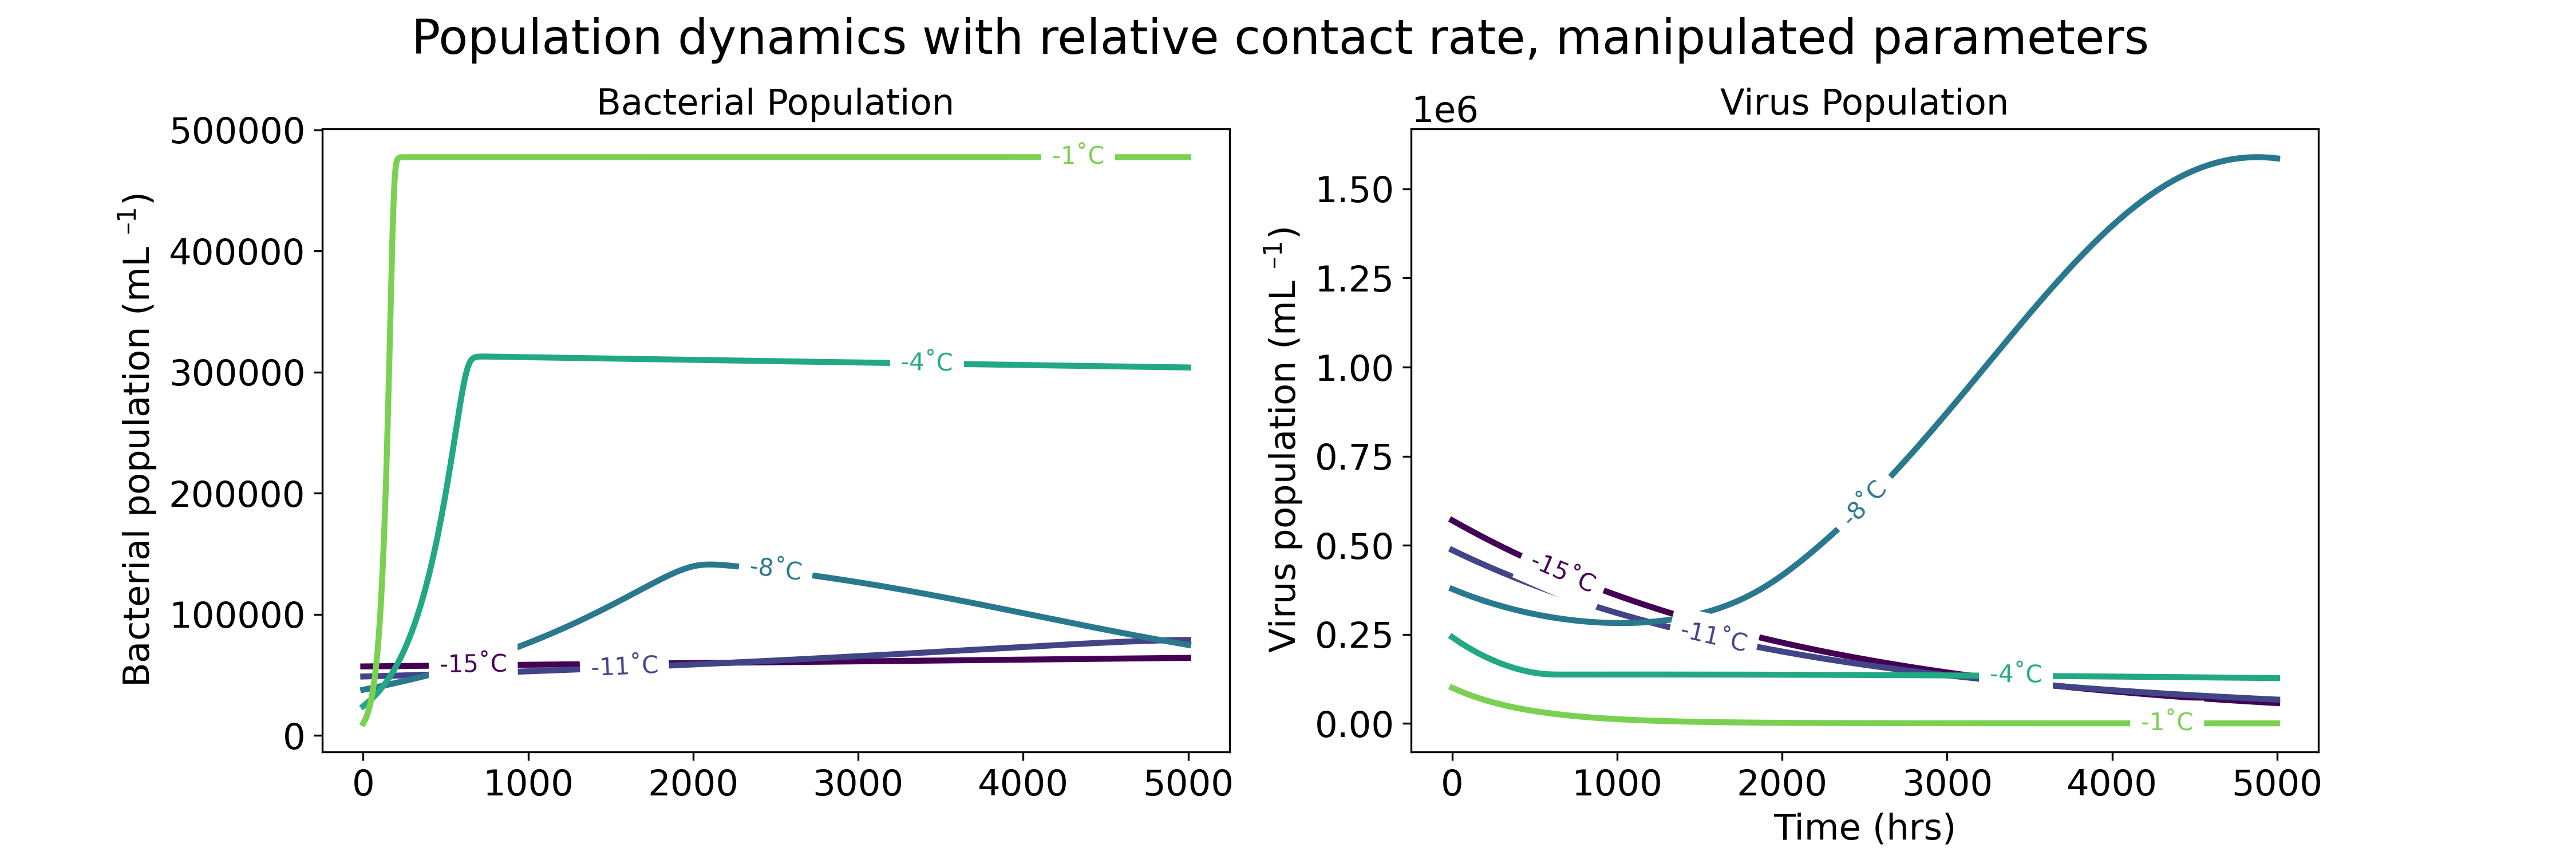 Population dynamics with relative contact rate, manipulated parameters
Bacterial Population
Bacterial population (mL ⁻¹)
500000
400000
300000
200000
100000
0
0 1000 2000 3000 4000 5000
-1˚C
-4˚C
-8˚C
-15˚C
-11˚C
Virus Population
1e6
Virus population (mL ⁻¹)
1.50
1.25
1.00
0.75
0.50
0.25
0.00
0 1000 2000 3000 4000 5000
Time (hrs)
-8˚C
-15˚C
-11˚C
-4˚C
-1˚C